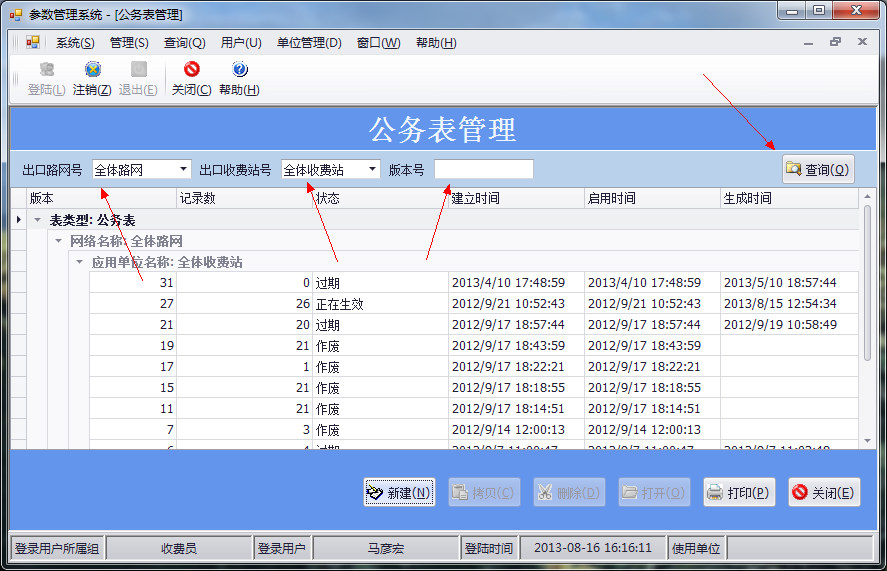 参数管理系统 - [公务表管理]
系统(S) 管理(S) 查询(Q) 用户(U) 单位管理(D) 窗口(W) 帮助(H)
登陆(L) 注销(Z) 退出(E) 关闭(C) 帮助(H)
公务表管理
出口路网号 全体路网 出口收费站号 全体收费站 版本号 查询(Q)
版本 记录数 状态 建立时间 启用时间 生成时间
表类型: 公务表
网络名称: 全体路网
应用单位名称: 全体收费站
31 0 过期 2013/4/10 17:48:59 2013/4/10 17:48:59 2013/5/10 18:57:44
27 26 正在生效 2012/9/21 10:52:43 2012/9/21 10:52:43 2013/8/15 12:54:34
21 20 过期 2012/9/17 18:57:44 2012/9/17 18:57:44 2012/9/19 10:58:49
19 21 作废 2012/9/17 18:43:59 2012/9/17 18:43:59
17 1 作废 2012/9/17 18:22:21 2012/9/17 18:22:21
15 21 作废 2012/9/17 18:18:55 2012/9/17 18:18:55
11 21 作废 2012/9/17 18:14:51 2012/9/17 18:14:51
7 3 作废 2012/9/14 12:00:13 2012/9/14 12:00:13
新建(N) 拷贝(C) 删除(D) 打开(O) 打印(P) 关闭(E)
登录用户所属组 收费员 登录用户 马彦宏 登陆时间 2013-08-16 16:16:11 使用单位